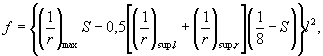 f = {(1/r)_max S − 0,5[(1/r)_sup,l + (1/r)_sup,r](1/8 − S)}l²,